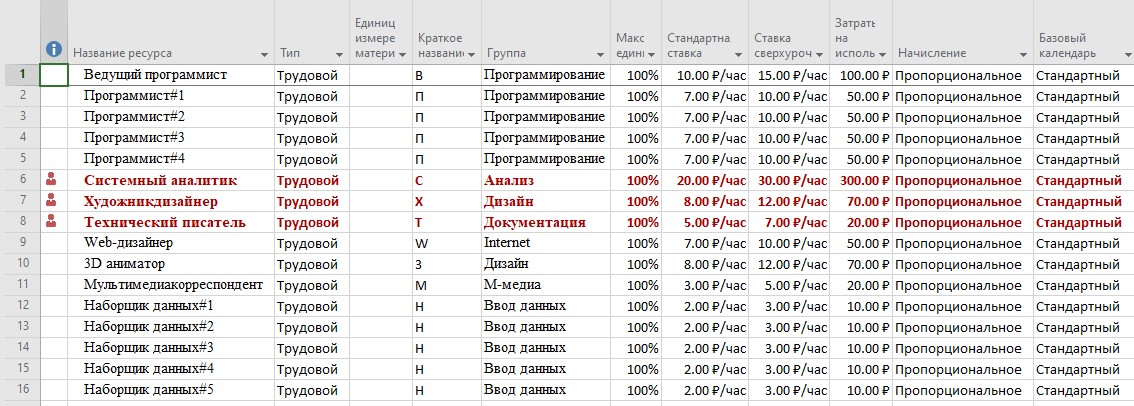 Название ресурса Тип Единиц измере матери Краткое названи Группа Макс един Стандартна ставка Ставка сверхуроч Затраты на исполь Начисление Базовый календарь
1 Ведущий программист Трудовой В Программирование 100% 10.00 ₽/час 15.00 ₽/час 100.00 ₽ Пропорциональное Стандартный
2 Программист#1 Трудовой П Программирование 100% 7.00 ₽/час 10.00 ₽/час 50.00 ₽ Пропорциональное Стандартный
3 Программист#2 Трудовой П Программирование 100% 7.00 ₽/час 10.00 ₽/час 50.00 ₽ Пропорциональное Стандартный
4 Программист#3 Трудовой П Программирование 100% 7.00 ₽/час 10.00 ₽/час 50.00 ₽ Пропорциональное Стандартный
5 Программист#4 Трудовой П Программирование 100% 7.00 ₽/час 10.00 ₽/час 50.00 ₽ Пропорциональное Стандартный
6 Системный аналитик Трудовой С Анализ 100% 20.00 ₽/час 30.00 ₽/час 300.00 ₽ Пропорциональное Стандартный
7 Художникдизайнер Трудовой Х Дизайн 100% 8.00 ₽/час 12.00 ₽/час 70.00 ₽ Пропорциональное Стандартный
8 Технический писатель Трудовой Т Документация 100% 5.00 ₽/час 7.00 ₽/час 20.00 ₽ Пропорциональное Стандартный
9 Web-дизайнер Трудовой W Internet 100% 7.00 ₽/час 10.00 ₽/час 50.00 ₽ Пропорциональное Стандартный
10 3D аниматор Трудовой 3 Дизайн 100% 8.00 ₽/час 12.00 ₽/час 70.00 ₽ Пропорциональное Стандартный
11 Мультимедиакорреспондент Трудовой М М-медиа 100% 3.00 ₽/час 5.00 ₽/час 20.00 ₽ Пропорциональное Стандартный
12 Наборщик данных#1 Трудовой Н Ввод данных 100% 2.00 ₽/час 3.00 ₽/час 10.00 ₽ Пропорциональное Стандартный
13 Наборщик данных#2 Трудовой Н Ввод данных 100% 2.00 ₽/час 3.00 ₽/час 10.00 ₽ Пропорциональное Стандартный
14 Наборщик данных#3 Трудовой Н Ввод данных 100% 2.00 ₽/час 3.00 ₽/час 10.00 ₽ Пропорциональное Стандартный
15 Наборщик данных#4 Трудовой Н Ввод данных 100% 2.00 ₽/час 3.00 ₽/час 10.00 ₽ Пропорциональное Стандартный
16 Наборщик данных#5 Трудовой Н Ввод данных 100% 2.00 ₽/час 3.00 ₽/час 10.00 ₽ Пропорциональное Стандартный